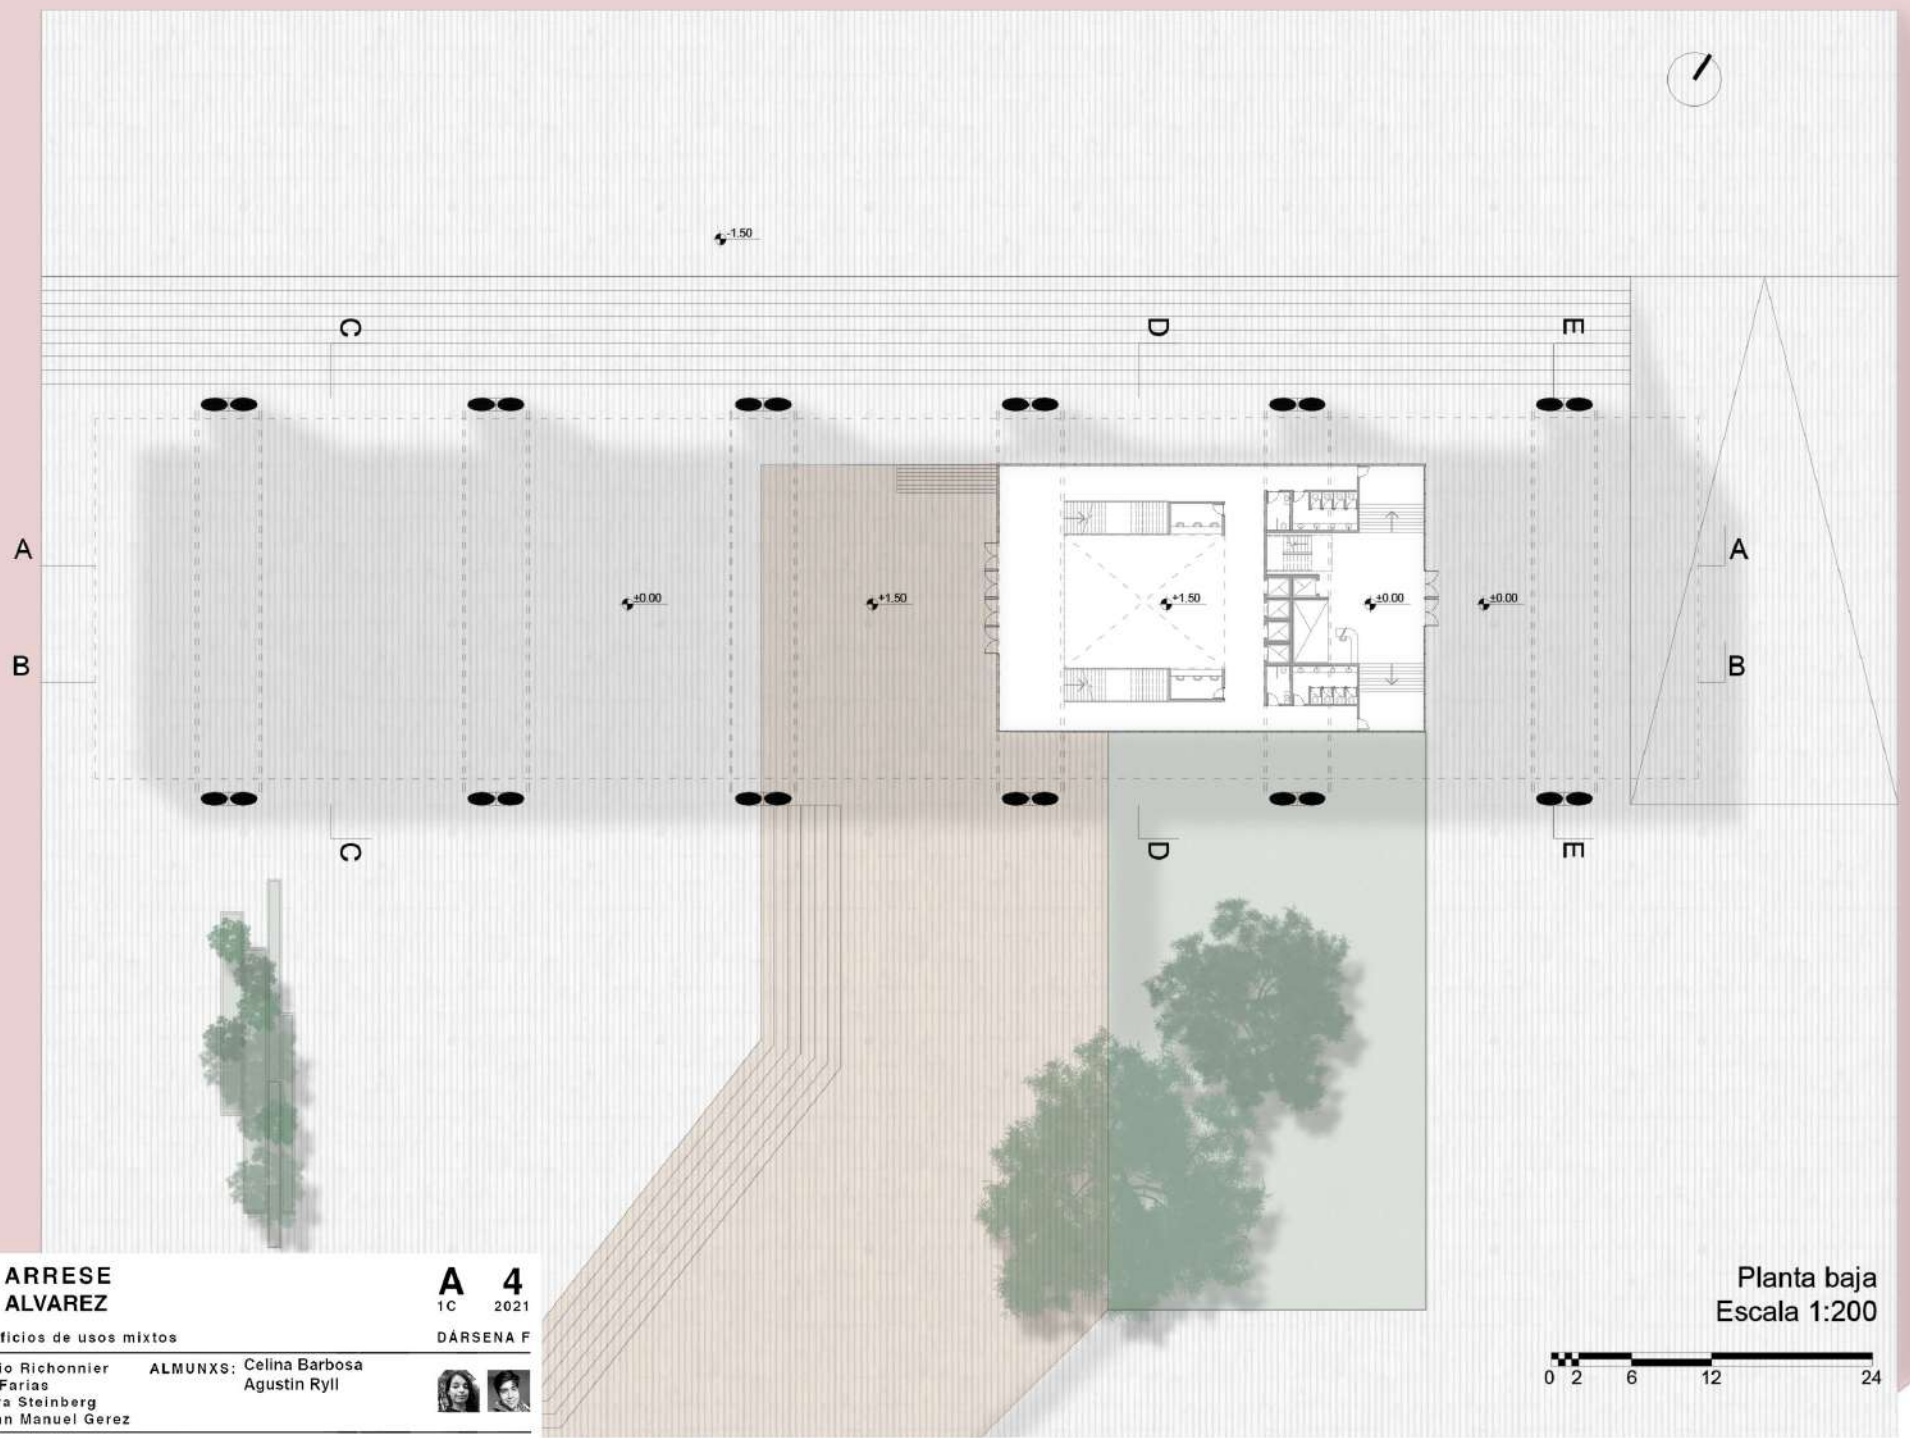 -1.50
C D E
A A
±0.00 +1.50 +1.50 ±0.00 ±0.00
B B
C D E
ARRESE
ALVAREZ
A 4
1C 2021
ficios de usos mixtos
DÁRSENA F
io Richonnier
Farias
ra Steinberg
an Manuel Gerez
ALMUNXS: Celina Barbosa
Agustin Ryll
Planta baja
Escala 1:200
0 2 6 12 24